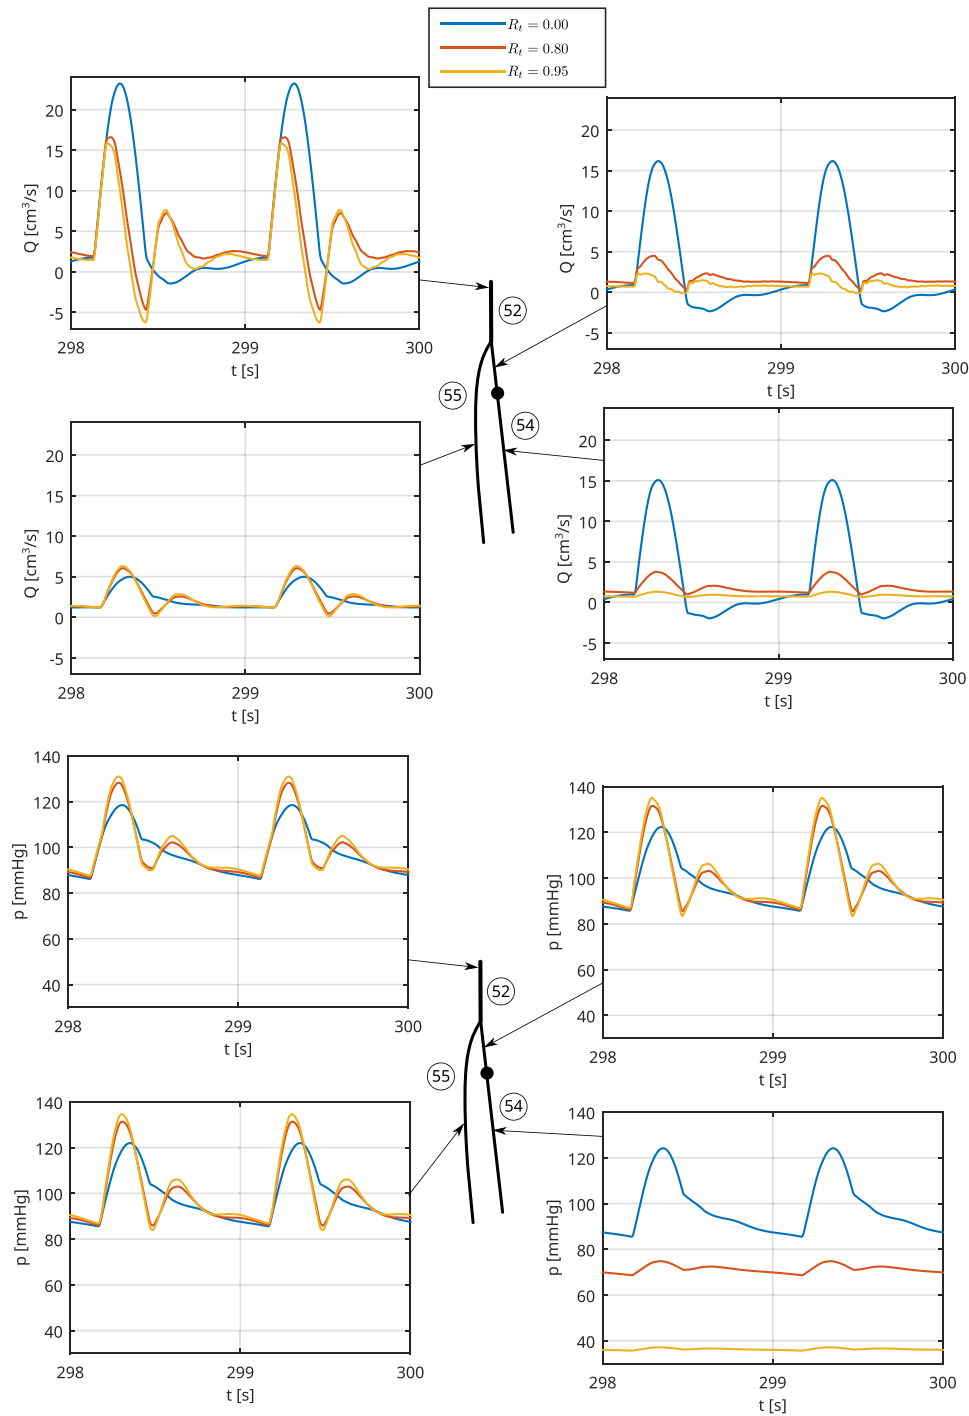 R_t = 0.00
R_t = 0.80
R_t = 0.95
20
15
10
5
0
-5
Q [cm³/s]
298 299 300
t [s]
20
15
10
5
0
-5
Q [cm³/s]
298 299 300
t [s]
52
55
54
20
15
10
5
0
-5
Q [cm³/s]
298 299 300
t [s]
20
15
10
5
0
-5
Q [cm³/s]
298 299 300
t [s]
140
120
100
80
60
40
p [mmHg]
298 299 300
t [s]
140
120
100
80
60
40
p [mmHg]
298 299 300
t [s]
52
55
54
140
120
100
80
60
40
p [mmHg]
298 299 300
t [s]
140
120
100
80
60
40
p [mmHg]
298 299 300
t [s]